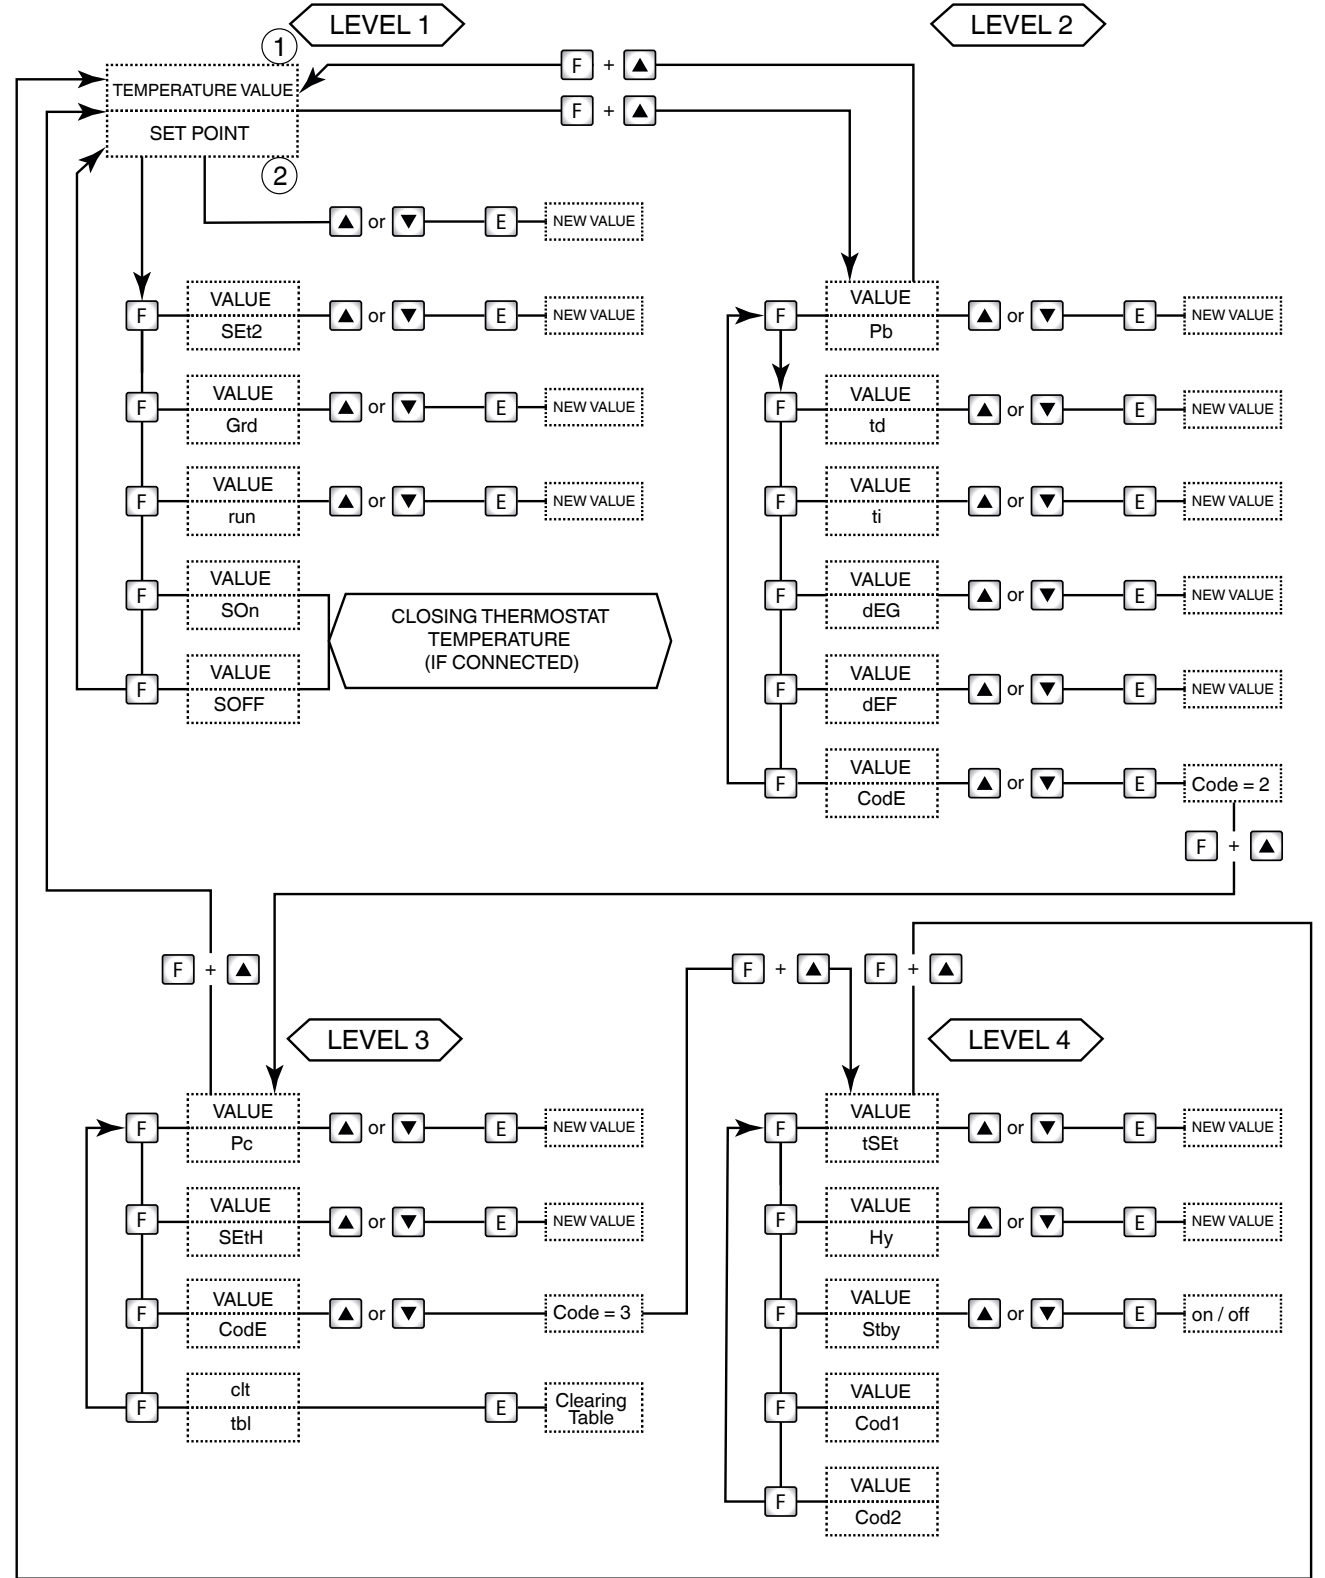 LEVEL 1
LEVEL 2
1
TEMPERATURE VALUE
SET POINT
2
F + ▲
F + ▲
▲ or ▼ E NEW VALUE
F VALUE SEt2 ▲ or ▼ E NEW VALUE
F VALUE Grd ▲ or ▼ E NEW VALUE
F VALUE run ▲ or ▼ E NEW VALUE
F VALUE SOn
F VALUE SOFF
CLOSING THERMOSTAT
TEMPERATURE
(IF CONNECTED)
F VALUE Pb ▲ or ▼ E NEW VALUE
F VALUE td ▲ or ▼ E NEW VALUE
F VALUE ti ▲ or ▼ E NEW VALUE
F VALUE dEG ▲ or ▼ E NEW VALUE
F VALUE dEF ▲ or ▼ E NEW VALUE
F VALUE CodE ▲ or ▼ E Code = 2
F + ▲
F + ▲
LEVEL 3
F VALUE Pc ▲ or ▼ E NEW VALUE
F VALUE SEtH ▲ or ▼ E NEW VALUE
F VALUE CodE ▲ or ▼ Code = 3
F clt tbl E Clearing Table
F + ▲
F + ▲
LEVEL 4
F VALUE tSEt ▲ or ▼ E NEW VALUE
F VALUE Hy ▲ or ▼ E NEW VALUE
F VALUE Stby ▲ or ▼ E on / off
F VALUE Cod1
F VALUE Cod2